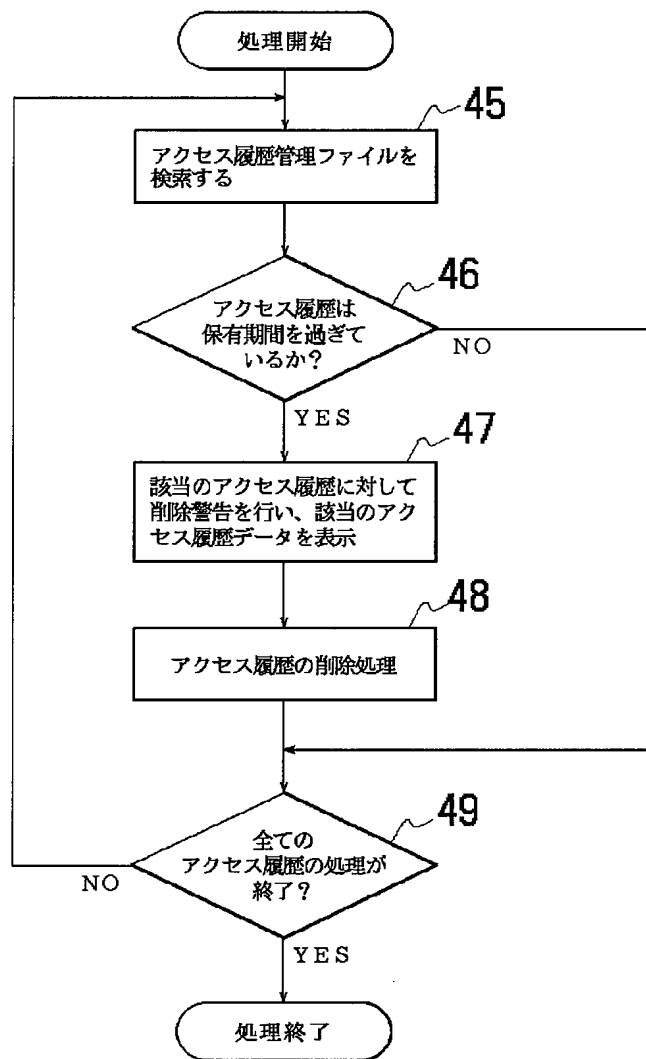 処理開始
45
アクセス履歴管理ファイルを
検索する
46
アクセス履歴は
保有期間を過ぎて
いるか?
NO
YES
47
該当のアクセス履歴に対して
削除警告を行い、該当のアク
セス履歴データを表示
48
アクセス履歴の削除処理
49
全ての
アクセス履歴の処理が
終了?
NO
YES
処理終了